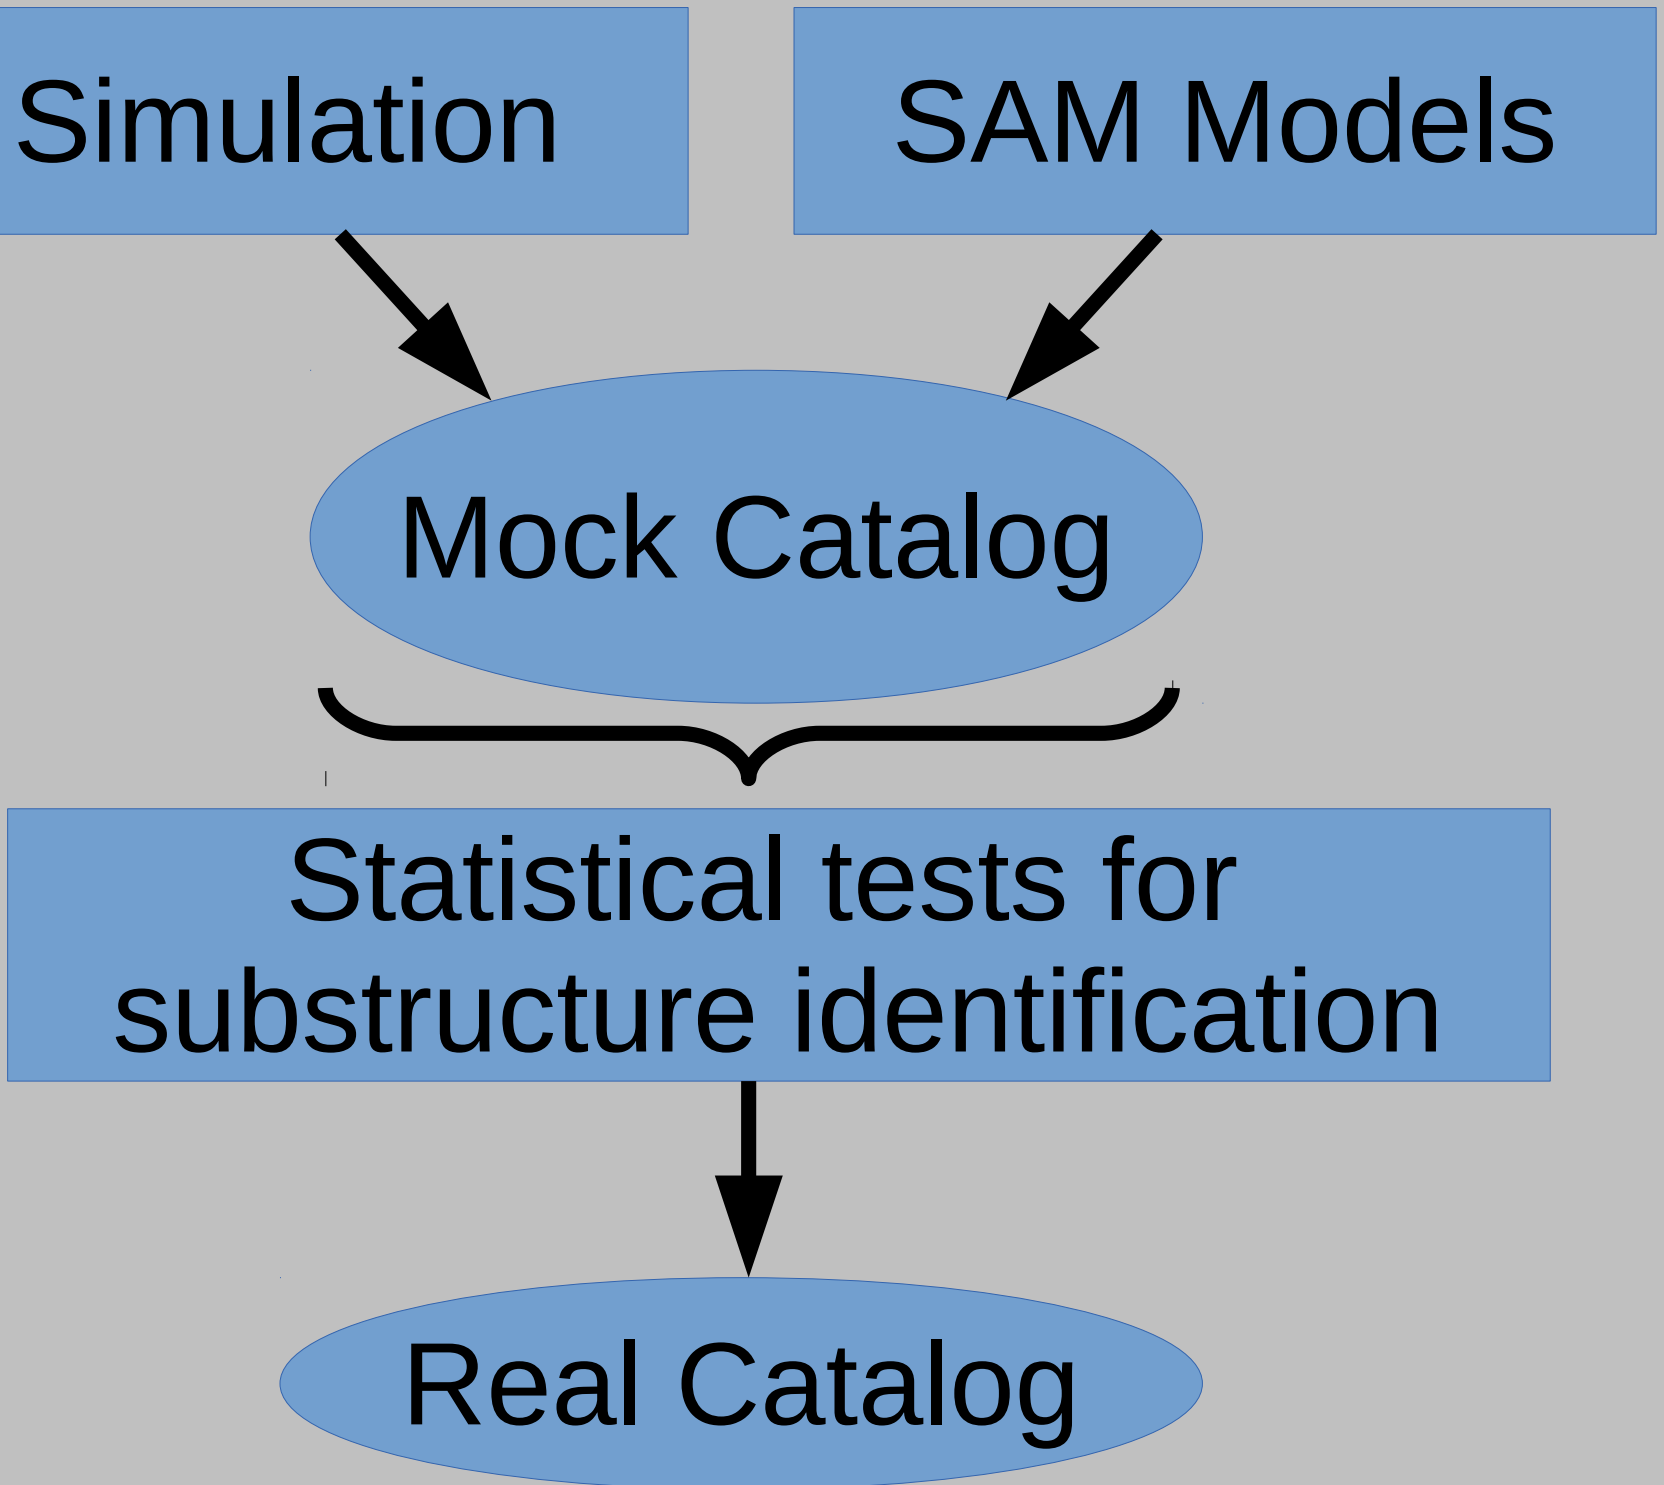 Simulation
SAM Models
Mock Catalog
Statistical tests for
substructure identification
Real Catalog